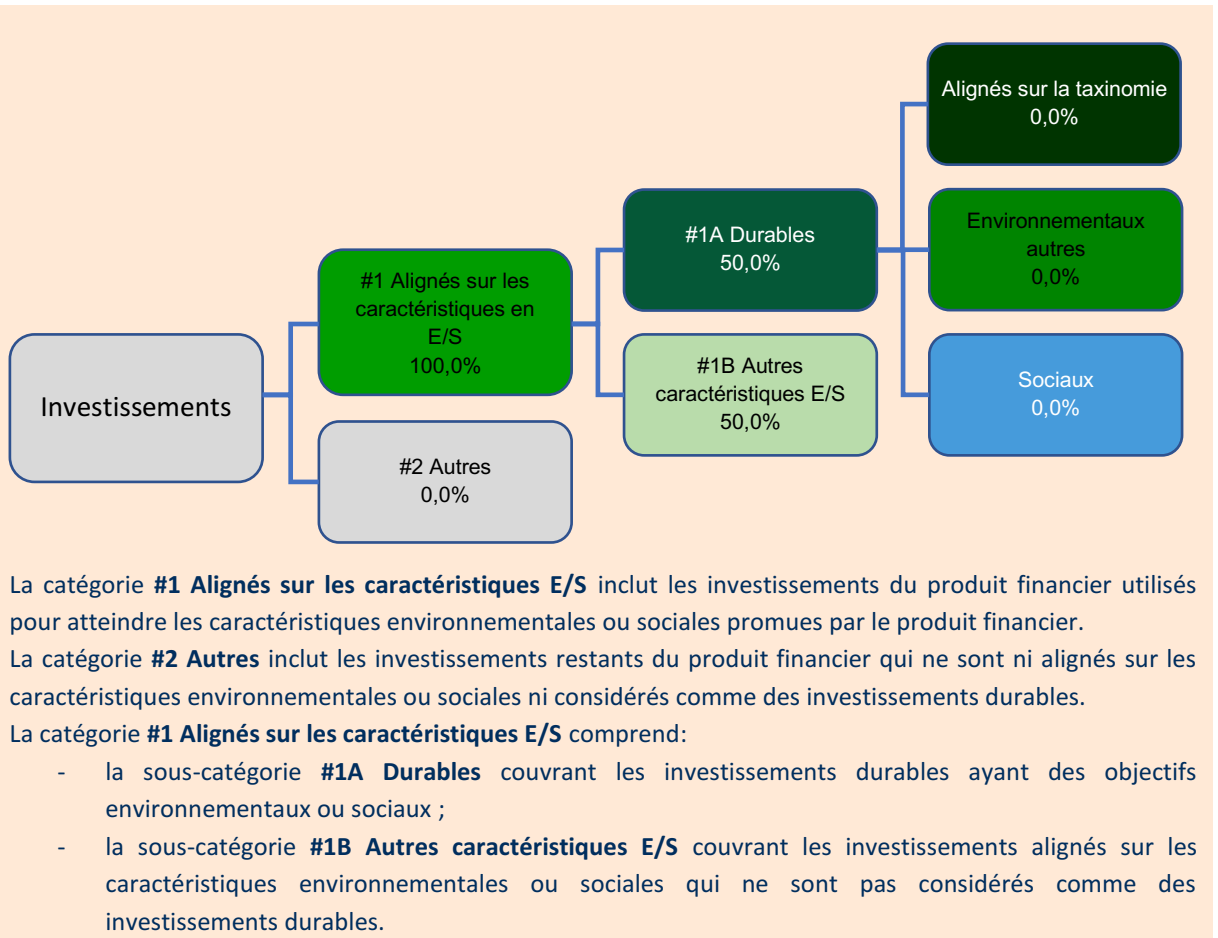 Alignés sur la taxinomie
0,0%
Environnementaux
autres
0,0%
#1A Durables
50,0%
#1 Alignés sur les
caractéristiques en
E/S
100,0%
#1B Autres
caractéristiques E/S
50,0%
Sociaux
0,0%
Investissements
#2 Autres
0,0%
La catégorie #1 Alignés sur les caractéristiques E/S inclut les investissements du produit financier utilisés
pour atteindre les caractéristiques environnementales ou sociales promues par le produit financier.
La catégorie #2 Autres inclut les investissements restants du produit financier qui ne sont ni alignés sur les
caractéristiques environnementales ou sociales ni considérés comme des investissements durables.
La catégorie #1 Alignés sur les caractéristiques E/S comprend:
- la sous-catégorie #1A Durables couvrant les investissements durables ayant des objectifs
environnementaux ou sociaux ;
- la sous-catégorie #1B Autres caractéristiques E/S couvrant les investissements alignés sur les
caractéristiques environnementales ou sociales qui ne sont pas considérés comme des
investissements durables.